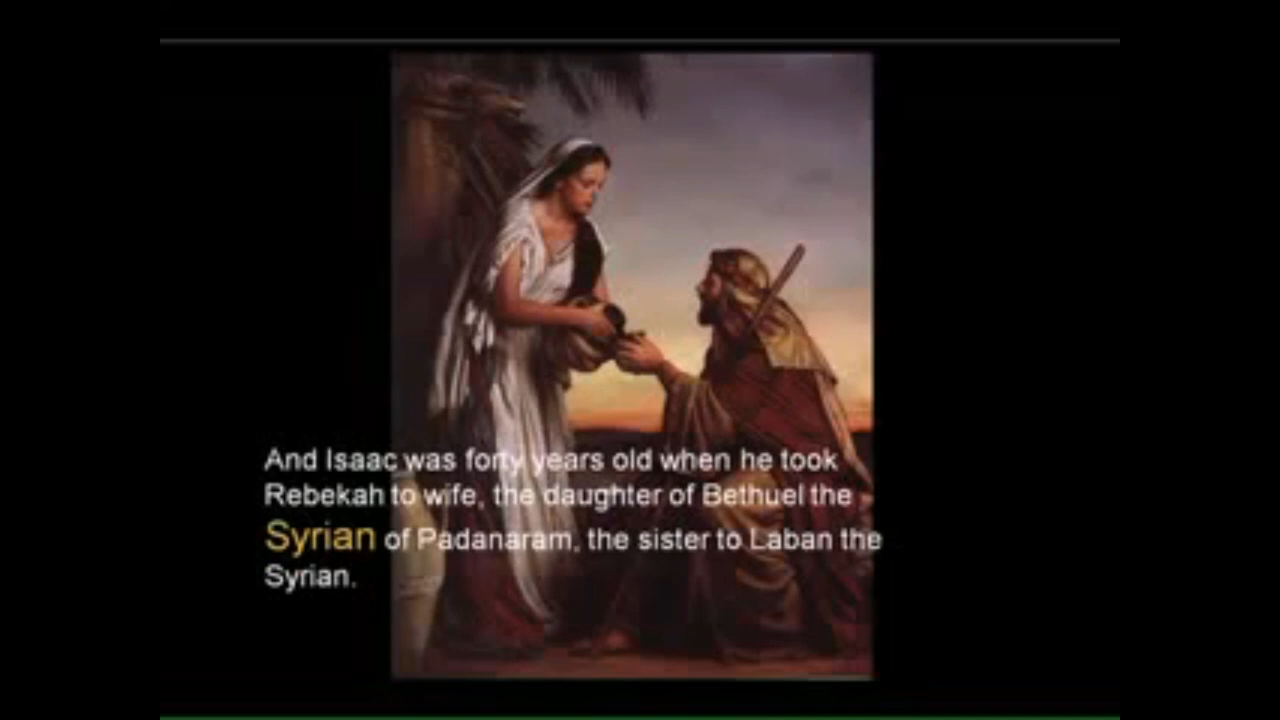 And Isaac was forty years old when he took
Rebekah to wife, the daughter of Bethuel the
Syrian of Padanaram, the sister to Laban the
Syrian.